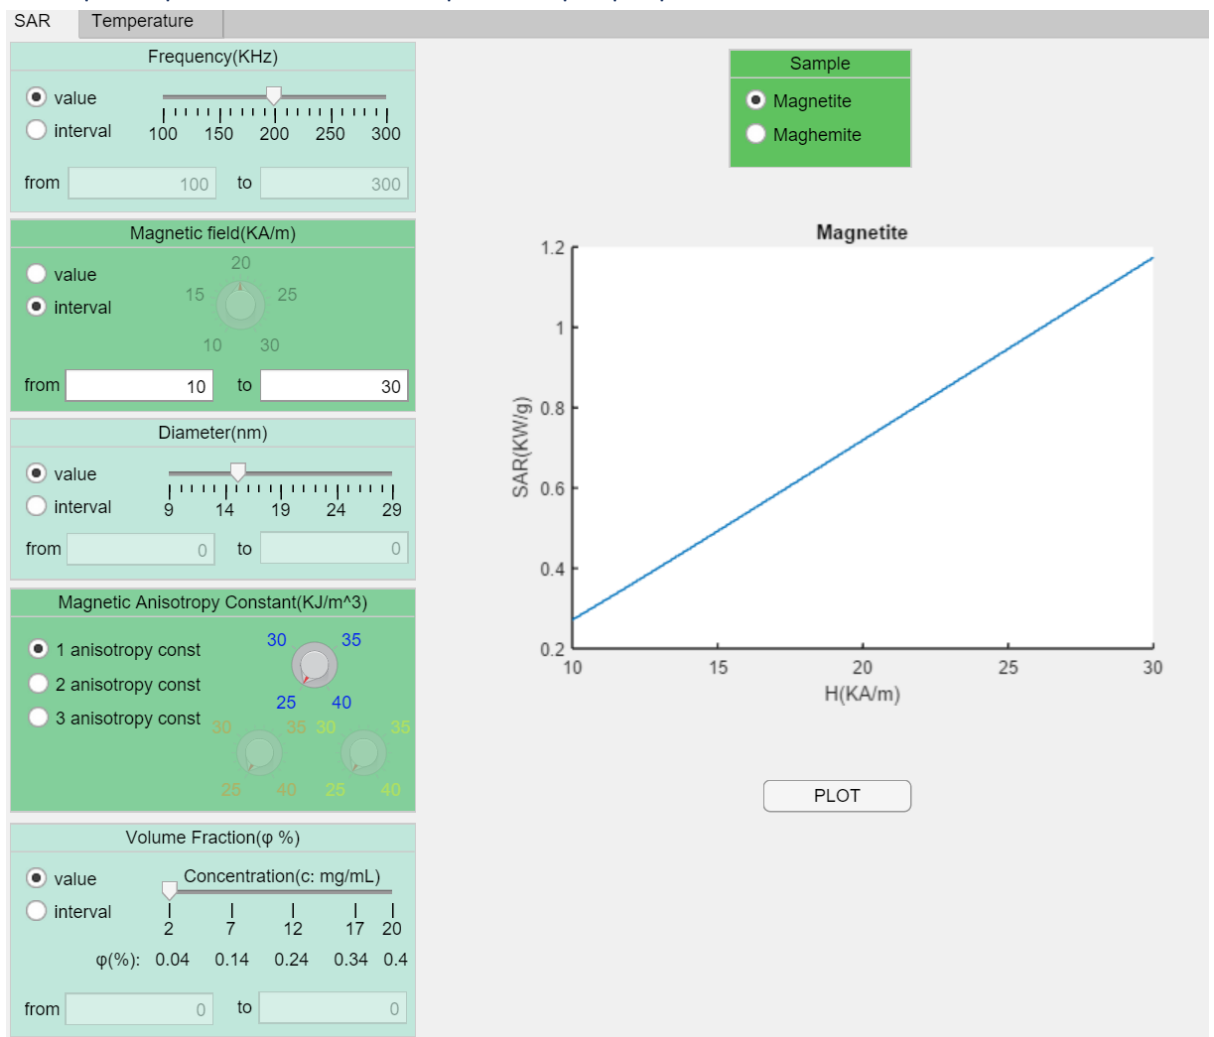 SAR Temperature
Frequency(KHz)
value
interval
100 150 200 250 300
from 100 to 300
Magnetic field(KA/m)
value
interval
10 15 20 25 30
from 10 to 30
Diameter(nm)
value
interval
9 14 19 24 29
from 0 to 0
Magnetic Anisotropy Constant(KJ/m^3)
1 anisotropy const
2 anisotropy const
3 anisotropy const
30 35
25 40
30 35 30 35
25 40 25 40
Volume Fraction(φ %)
value
interval
Concentration(c: mg/mL)
2 7 12 17 20
φ(%): 0.04 0.14 0.24 0.34 0.4
from 0 to 0
Sample
Magnetite
Maghemite
Magnetite
SAR(KW/g)
1.2
1
0.8
0.6
0.4
0.2
10 15 20 25 30
H(KA/m)
PLOT